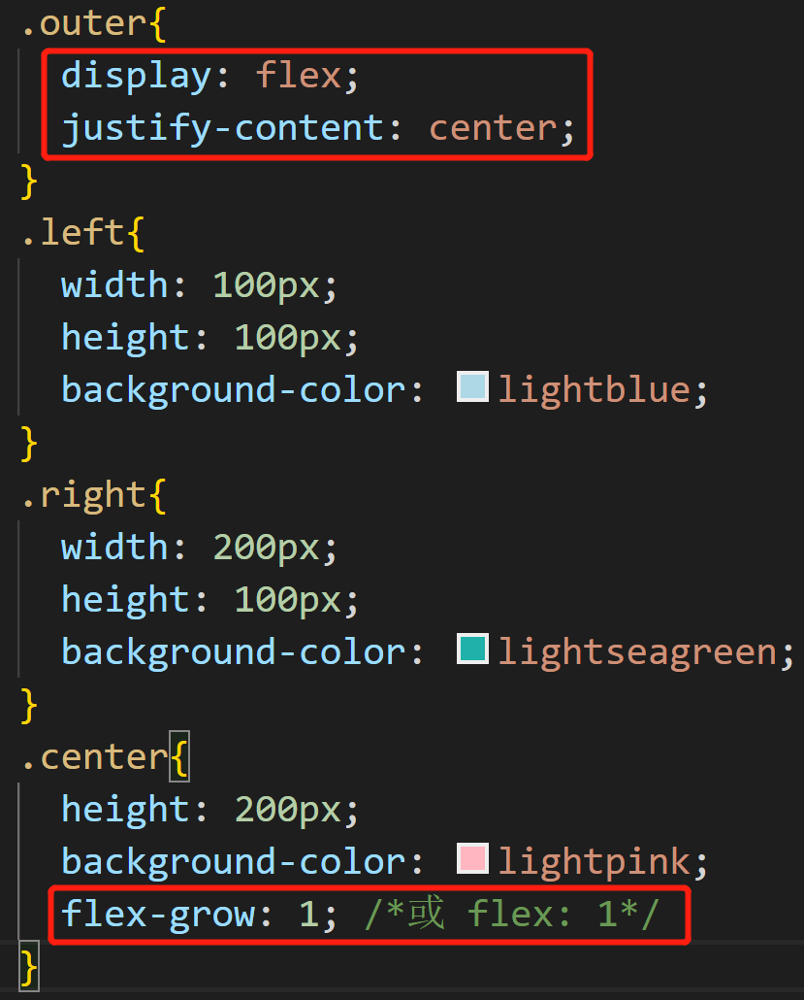 .outer{
display: flex;
justify-content: center;
}
.left{
width: 100px;
height: 100px;
background-color: lightblue;
}
.right{
width: 200px;
height: 100px;
background-color: lightseagreen;
}
.center{
height: 200px;
background-color: lightpink;
flex-grow: 1; /*或 flex: 1*/
}